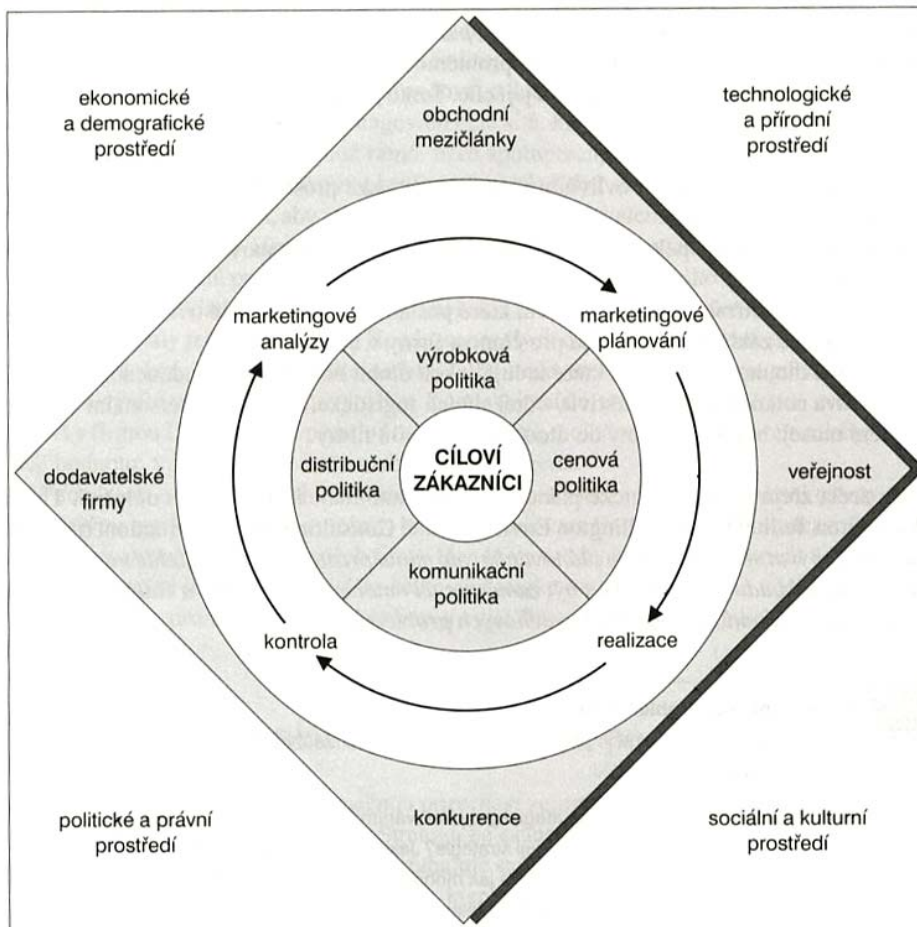 ekonomické
a demografické
prostředí
technologické
a přírodní
prostředí
obchodní
mezičlánky
marketingové
analýzy
marketingové
plánování
výrobková
politika
dodavatelské
firmy
distribuční
politika
CÍLOVÍ
ZÁKAZNÍCI
cenová
politika
veřejnost
komunikační
politika
kontrola
realizace
politické a právní
prostředí
konkurence
sociální a kulturní
prostředí